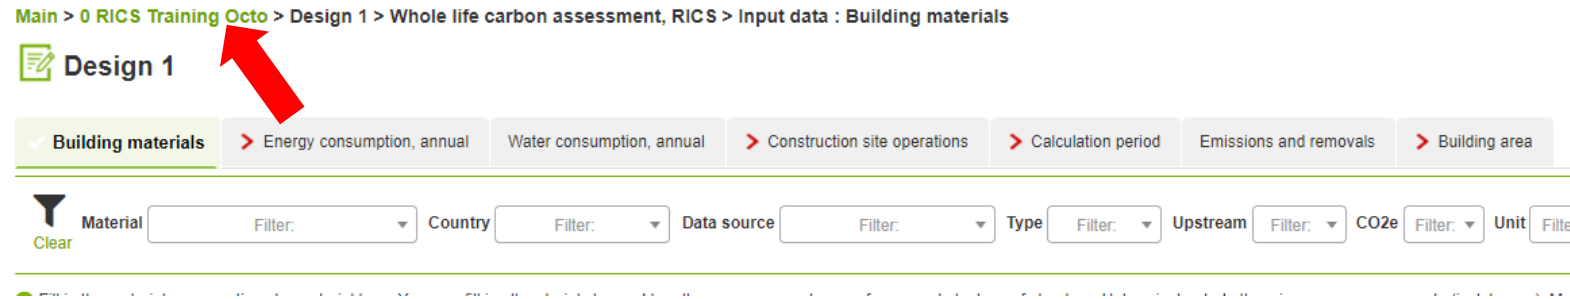 Main > 0 RICS Training Octo > Design 1 > Whole life carbon assessment, RICS > Input data : Building materials
Design 1
Building materials Energy consumption, annual Water consumption, annual Construction site operations Calculation period Emissions and removals Building area
Material Filter: Country Filter: Data source Filter: Type Filter: Upstream Filter: CO2e Filter: Unit Filte
Clear